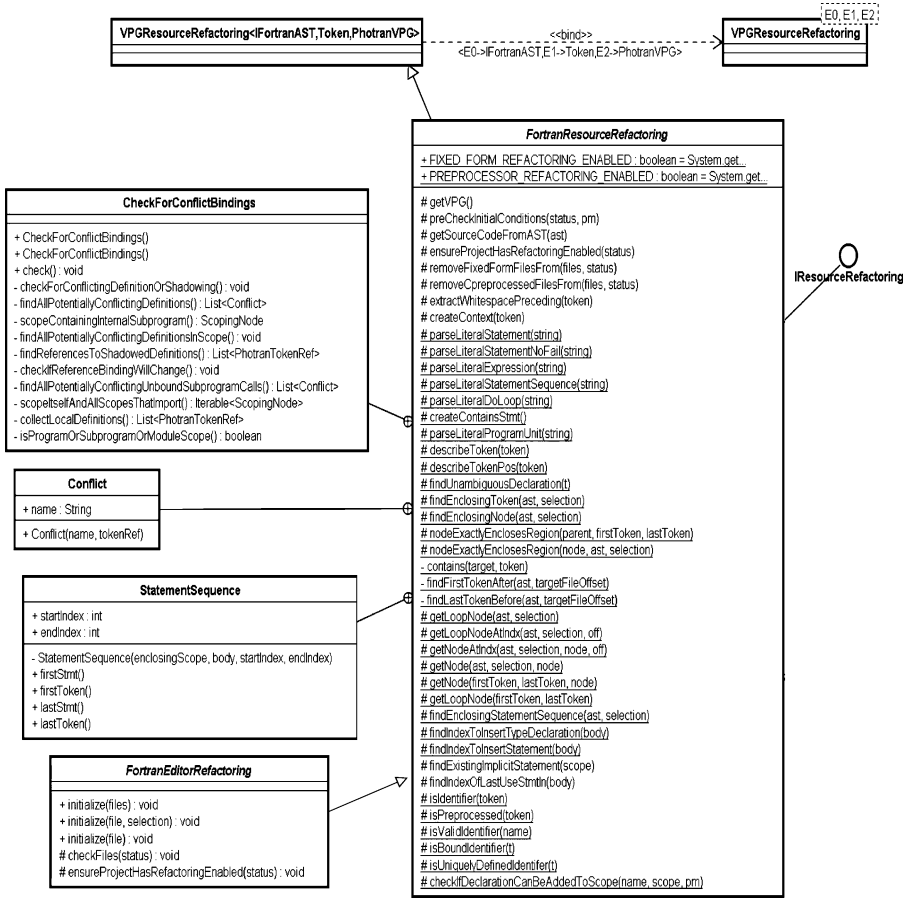 E0, E1, E2
VPGResourceRefactoring<IFortranAST,Token,PhotranVPG>
<<bind>>
<E0->IFortranAST,E1->Token,E2->PhotranVPG>
VPGResourceRefactoring
FortranResourceRefactoring
+ FIXED_FORM_REFACTORING_ENABLED : boolean = System.get...
+ PREPROCESSOR_REFACTORING_ENABLED : boolean = System.get...
# getVPG()
# preCheckInitialConditions(status, pm)
# getSourceCodeFromAST(ast)
# ensureProjectHasRefactoringEnabled(status)
# removeFixedFormFilesFrom(files, status)
# removeCpreprocessedFilesFrom(files, status)
# extractWhitespacePreceding(token)
# createContext(token)
# parseLiteralStatement(string)
# parseLiteralStatementNoFail(string)
# parseLiteralExpression(string)
# parseLiteralStatementSequence(string)
# parseLiteralDoLoop(string)
# createContainsStmt()
# parseLiteralProgramUnit(string)
# describeToken(token)
# describeTokenPos(token)
# findUnambiguousDeclaration(t)
# findEnclosingToken(ast, selection)
# findEnclosingNode(ast, selection)
# nodeExactlyEnclosesRegion(parent, firstToken, lastToken)
# nodeExactlyEnclosesRegion(node, ast, selection)
- contains(target, token)
- findFirstTokenAfter(ast, targetFileOffset)
- findLastTokenBefore(ast, targetFileOffset)
# getLoopNode(ast, selection)
# getLoopNodeAtIndx(ast, selection, off)
# getNodeAtIndx(ast, selection, node, off)
# getNode(ast, selection, node)
# getNode(firstToken, lastToken, node)
# getLoopNode(firstToken, lastToken)
# findEnclosingStatementSequence(ast, selection)
# findIndexToInsertTypeDeclaration(body)
# findIndexToInsertStatement(body)
# findExistingImplicitStatement(scope)
# findIndexOfLastUseStmtIn(body)
# isIdentifier(token)
# isPreprocessed(token)
# isValidIdentifier(name)
# isBoundIdentifier(t)
# isUniquelyDefinedIdentifer(t)
# checkIfDeclarationCanBeAddedToScope(name, scope, pm)
IResourceRefactoring
CheckForConflictBindings
+ CheckForConflictBindings()
+ CheckForConflictBindings()
+ check() : void
- checkForConflictingDefinitionOrShadowing() : void
- findAllPotentiallyConflictingDefinitions() : List<Conflict>
- scopeContainingInternalSubprogram() : ScopingNode
- findAllPotentiallyConflictingDefinitionsInScope() : void
- findReferencesToShadowedDefinitions() : List<PhotranTokenRef>
- checkIfReferenceBindingWillChange() : void
- findAllPotentiallyConflictingUnboundSubprogramCalls() : List<Conflict>
- scopeItselfAndAllScopesThatImport() : Iterable<ScopingNode>
- collectLocalDefinitions() : List<PhotranTokenRef>
- isProgramOrSubprogramOrModuleScope() : boolean
Conflict
+ name : String
+ Conflict(name, tokenRef)
StatementSequence
+ startIndex : int
+ endIndex : int
- StatementSequence(enclosingScope, body, startIndex, endIndex)
+ firstStmt()
+ firstToken()
+ lastStmt()
+ lastToken()
FortranEditorRefactoring
+ initialize(files) : void
+ initialize(file, selection) : void
+ initialize(file) : void
# checkFiles(status) : void
# ensureProjectHasRefactoringEnabled(status) : void